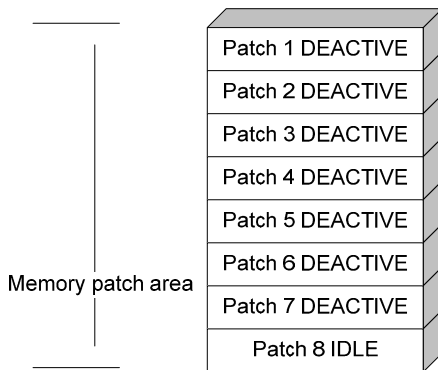 Patch 1 DEACTIVE
Patch 2 DEACTIVE
Patch 3 DEACTIVE
Patch 4 DEACTIVE
Patch 5 DEACTIVE
Patch 6 DEACTIVE
Memory patch area
Patch 7 DEACTIVE
Patch 8 IDLE